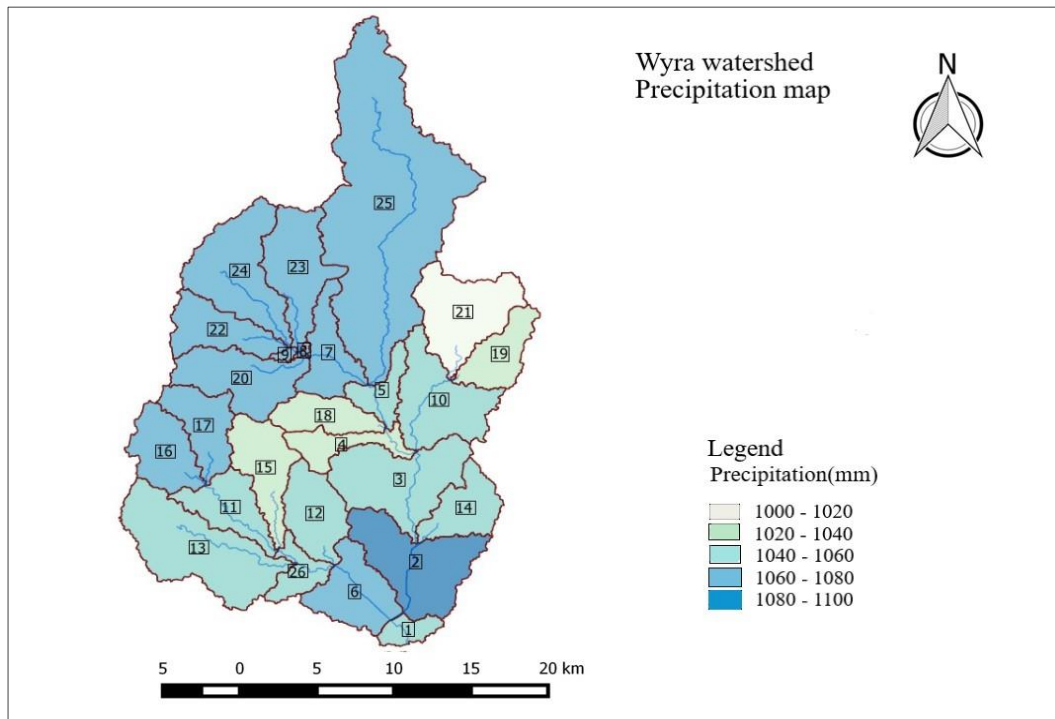 Wyra watershed
Precipitation map
N
25
24
23
21
22
9
8
7
19
20
5
10
18
17
4
16
15
3
11
12
14
13
2
26
6
1
Legend
Precipitation(mm)
1000 - 1020
1020 - 1040
1040 - 1060
1060 - 1080
1080 - 1100
5 0 5 10 15 20 km